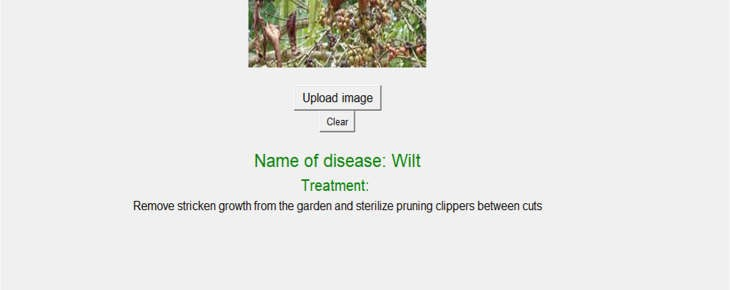 Upload image
Clear
Name of disease: Wilt
Treatment:
Remove stricken growth from the garden and sterilize pruning clippers between cuts